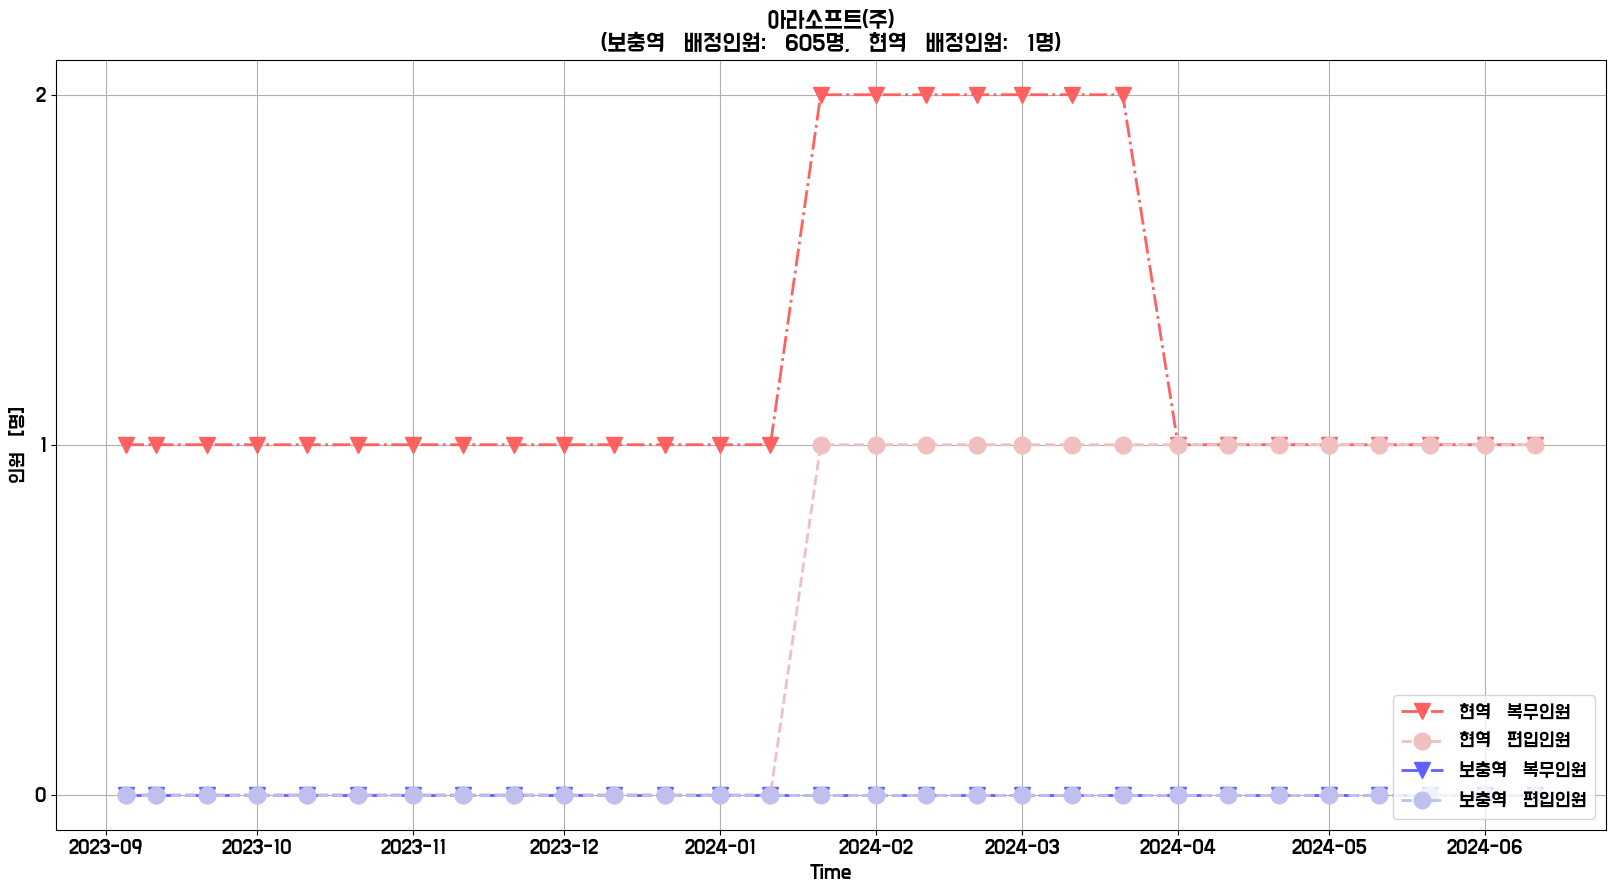 아라소프트(주)
(보충역 배정인원: 605명, 현역 배정인원: 1명)
인원 [명]
2
1
0
2023-09 2023-10 2023-11 2023-12 2024-01 2024-02 2024-03 2024-04 2024-05 2024-06
Time
현역 복무인원
현역 편입인원
보충역 복무인원
보충역 편입인원